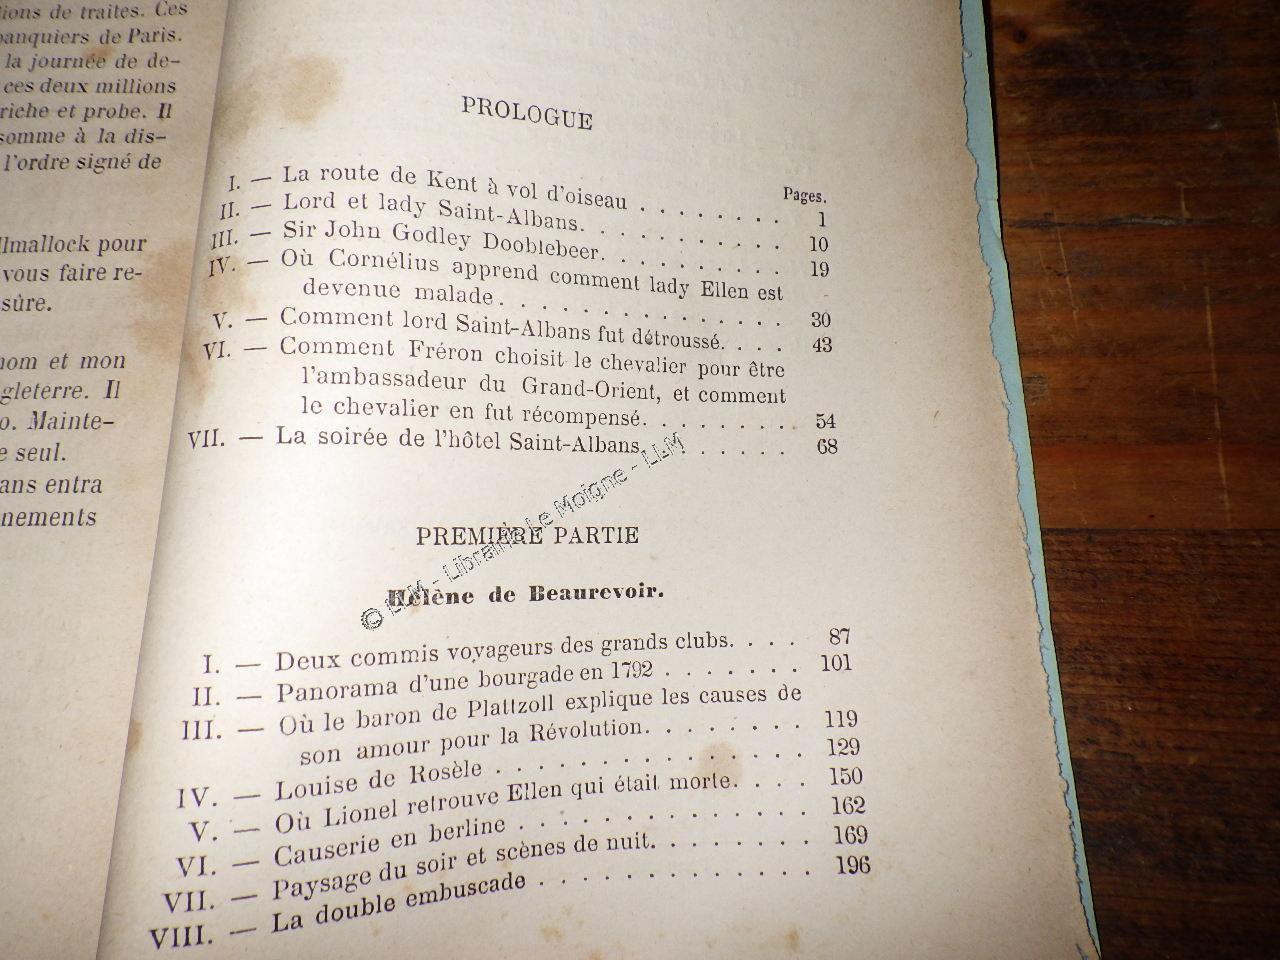 ions de traites. Ces
banquiers de Paris.
la journée de de-
ces deux millions
riche et probe. Il
somme à la dis-
l'ordre signé de
llmallock pour
vous faire re-
sûre.
nom et mon
gleterre. Il
o. Mainte-
e seul.
ans entra
nements
PROLOGUE
Pages.
I. — La route de Kent à vol d'oiseau . . . . . . . . 1
II. — Lord et lady Saint-Albans. . . . . . . . . . 10
III. — Sir John Godley Dooblebeer. . . . . . . . . . 19
IV. — Où Cornélius apprend comment lady Ellen est
devenue malade. . . . . . . . . . . . . 30
V. — Comment lord Saint-Albans fut détroussé. . . . 43
VI. — Comment Fréron choisit le chevalier pour être
l'ambassadeur du Grand-Orient, et comment
le chevalier en fut récompensé. . . . . . . . 54
VII. — La soirée de l'hôtel Saint-Albans. . . . . . . 68
© LLM - Librairie Le Moigne - LLM
PREMIÈRE PARTIE
Hélène de Beaurevoir.
I. — Deux commis voyageurs des grands clubs. . . . 87
II. — Panorama d'une bourgade en 1792 . . . . . . . 101
III. — Où le baron de Plattzoll explique les causes de
son amour pour la Révolution. . . . . . . . 119
IV. — Louise de Rosèle . . . . . . . . . . . . . 129
V. — Où Lionel retrouve Ellen qui était morte. . . . 150
VI. — Causerie en berline . . . . . . . . . . . . 162
VII. — Paysage du soir et scènes de nuit. . . . . . . 169
VIII. — La double embuscade . . . . . . . . . . . 196